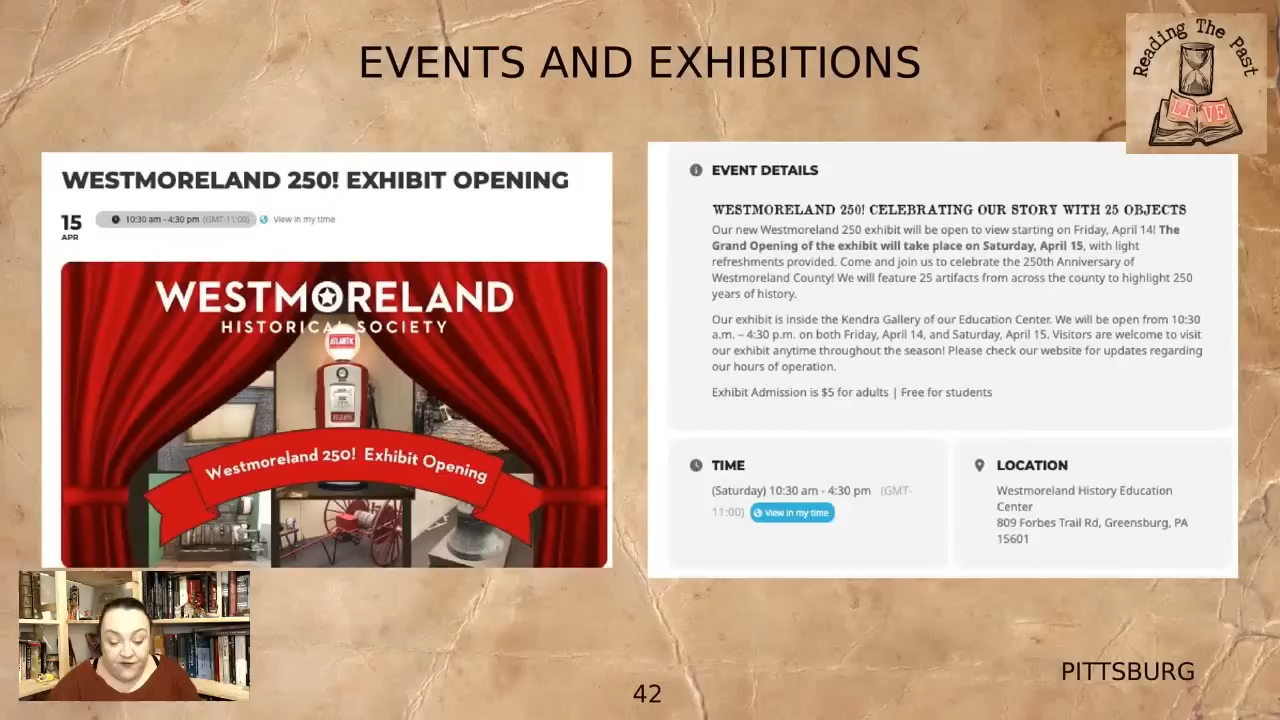 EVENTS AND EXHIBITIONS
Reading The Past
LIVE
WESTMORELAND 250! EXHIBIT OPENING
15
APR
10:30 am - 4:30 pm (GMT-11:00) View in my time
WESTMORELAND
HISTORICAL SOCIETY
ATLANTIC
Westmoreland 250! Exhibit Opening
EVENT DETAILS
WESTMORELAND 250! CELEBRATING OUR STORY WITH 25 OBJECTS
Our new Westmoreland 250 exhibit will be open to view starting on Friday, April 14! The
Grand Opening of the exhibit will take place on Saturday, April 15, with light
refreshments provided. Come and join us to celebrate the 250th Anniversary of
Westmoreland County! We will feature 25 artifacts from across the county to highlight 250
years of history.
Our exhibit is inside the Kendra Gallery of our Education Center. We will be open from 10:30
a.m. – 4:30 p.m. on both Friday, April 14, and Saturday, April 15. Visitors are welcome to visit
our exhibit anytime throughout the season! Please check our website for updates regarding
our hours of operation.
Exhibit Admission is $5 for adults | Free for students
TIME
(Saturday) 10:30 am - 4:30 pm (GMT-
11:00) View in my time
LOCATION
Westmoreland History Education
Center
809 Forbes Trail Rd, Greensburg, PA
15601
PITTSBURG
42